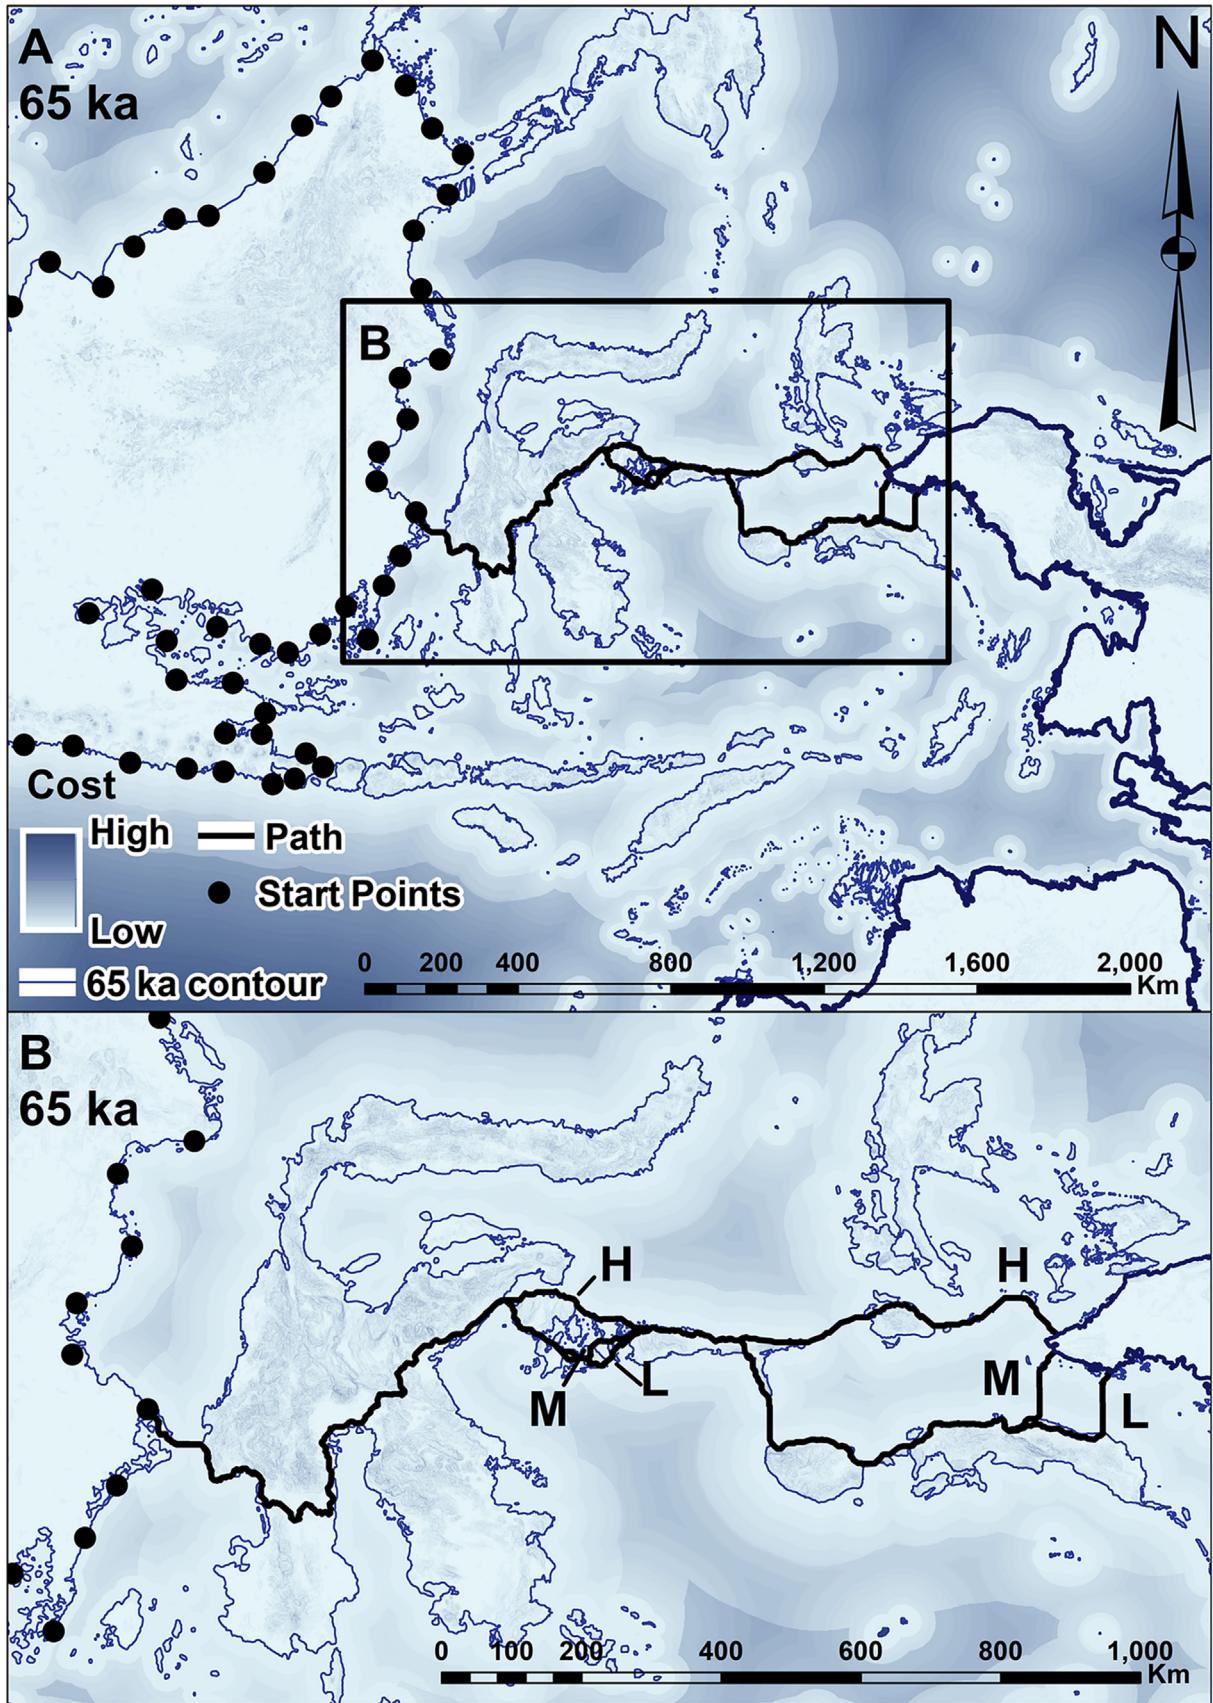 A
65 ka
N
B
Cost
High
Path
Start Points
Low
65 ka contour
0 200 400 800 1,200 1,600 2,000
Km
B
65 ka
H
H
M
L
M
L
0 100 200 400 600 800 1,000
Km